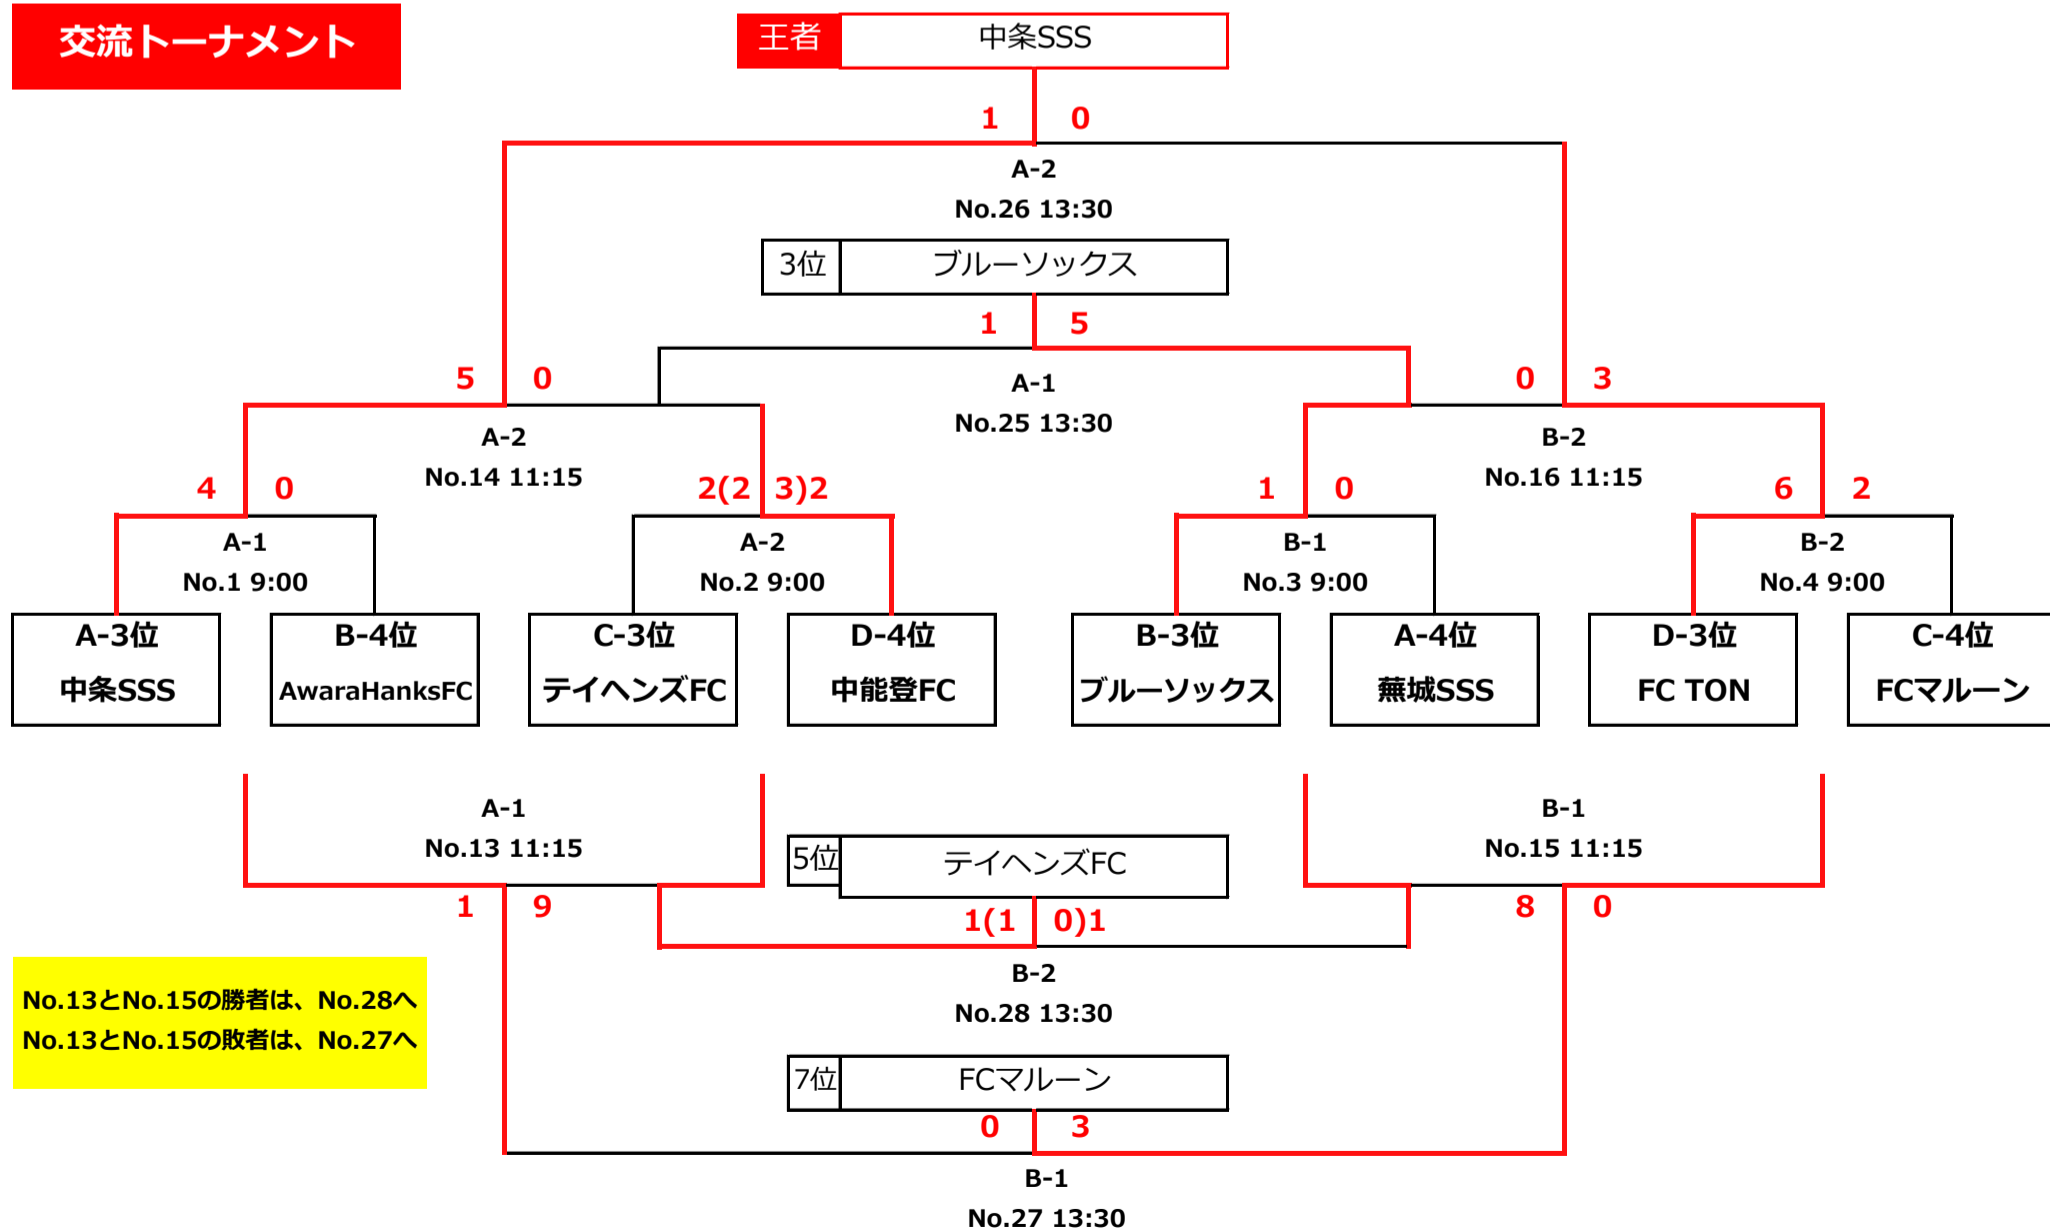 交流トーナメント
王者 中条SSS
1 0
A-2
No.26 13:30
3位 ブルーソックス
1 5
A-1
No.25 13:30
5 0
A-2
No.14 11:15
0 3
B-2
No.16 11:15
4 0
A-1
No.1 9:00
2(2 3)2
A-2
No.2 9:00
1 0
B-1
No.3 9:00
6 2
B-2
No.4 9:00
A-3位
中条SSS
B-4位
AwaraHanksFC
C-3位
テイヘンズFC
D-4位
中能登FC
B-3位
ブルーソックス
A-4位
蕪城SSS
D-3位
FC TON
C-4位
FCマルーン
A-1
No.13 11:15
1 9
B-1
No.15 11:15
8 0
5位 テイヘンズFC
1(1 0)1
B-2
No.28 13:30
No.13とNo.15の勝者は、No.28へ
No.13とNo.15の敗者は、No.27へ
7位 FCマルーン
0 3
B-1
No.27 13:30